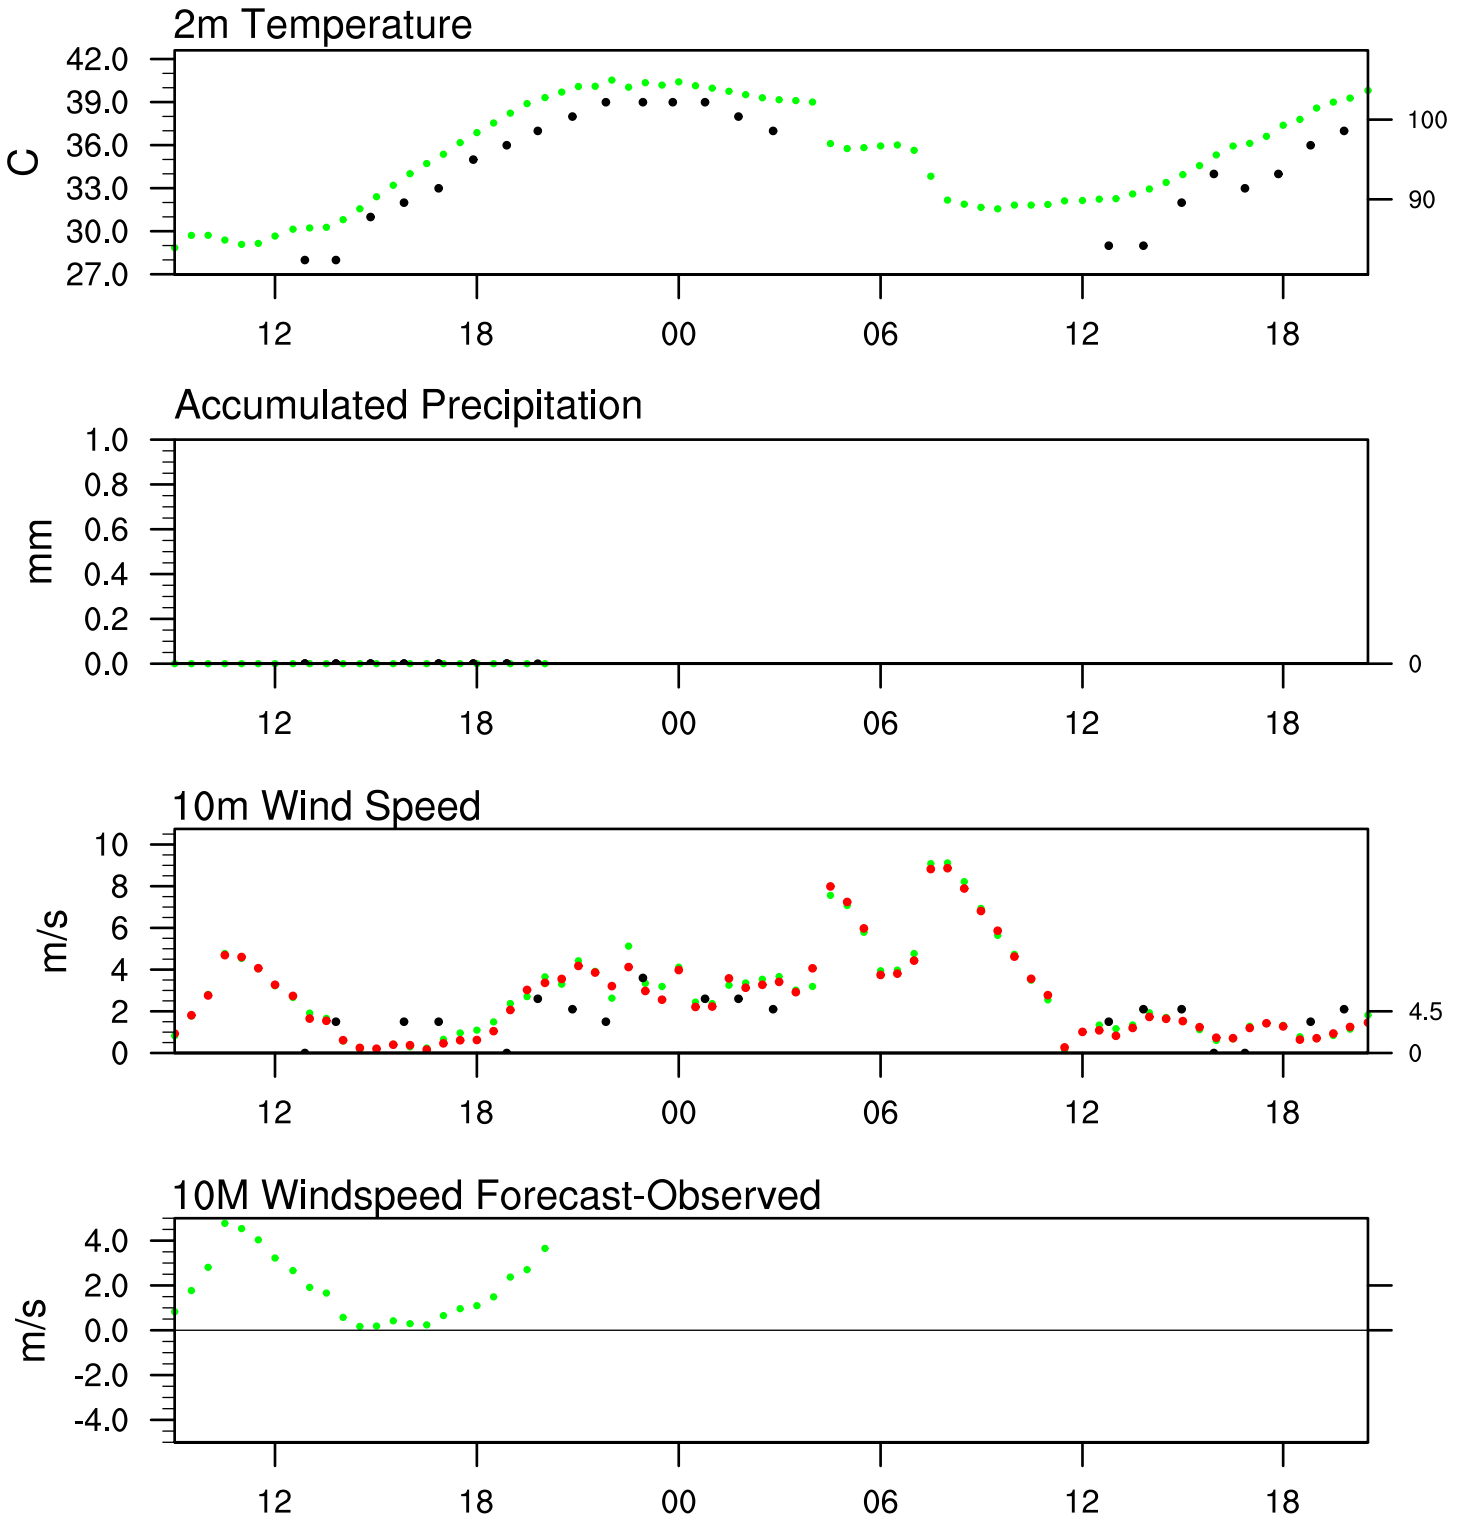 2m Temperature
42.0
39.0
36.0
33.0
30.0
27.0
C
100
90
12 18 00 06 12 18
Accumulated Precipitation
1.0
0.8
0.6
0.4
0.2
0.0
mm
0
12 18 00 06 12 18
10m Wind Speed
10
8
6
4
2
0
m/s
4.5
0
12 18 00 06 12 18
10M Windspeed Forecast-Observed
4.0
2.0
0.0
-2.0
-4.0
m/s
12 18 00 06 12 18